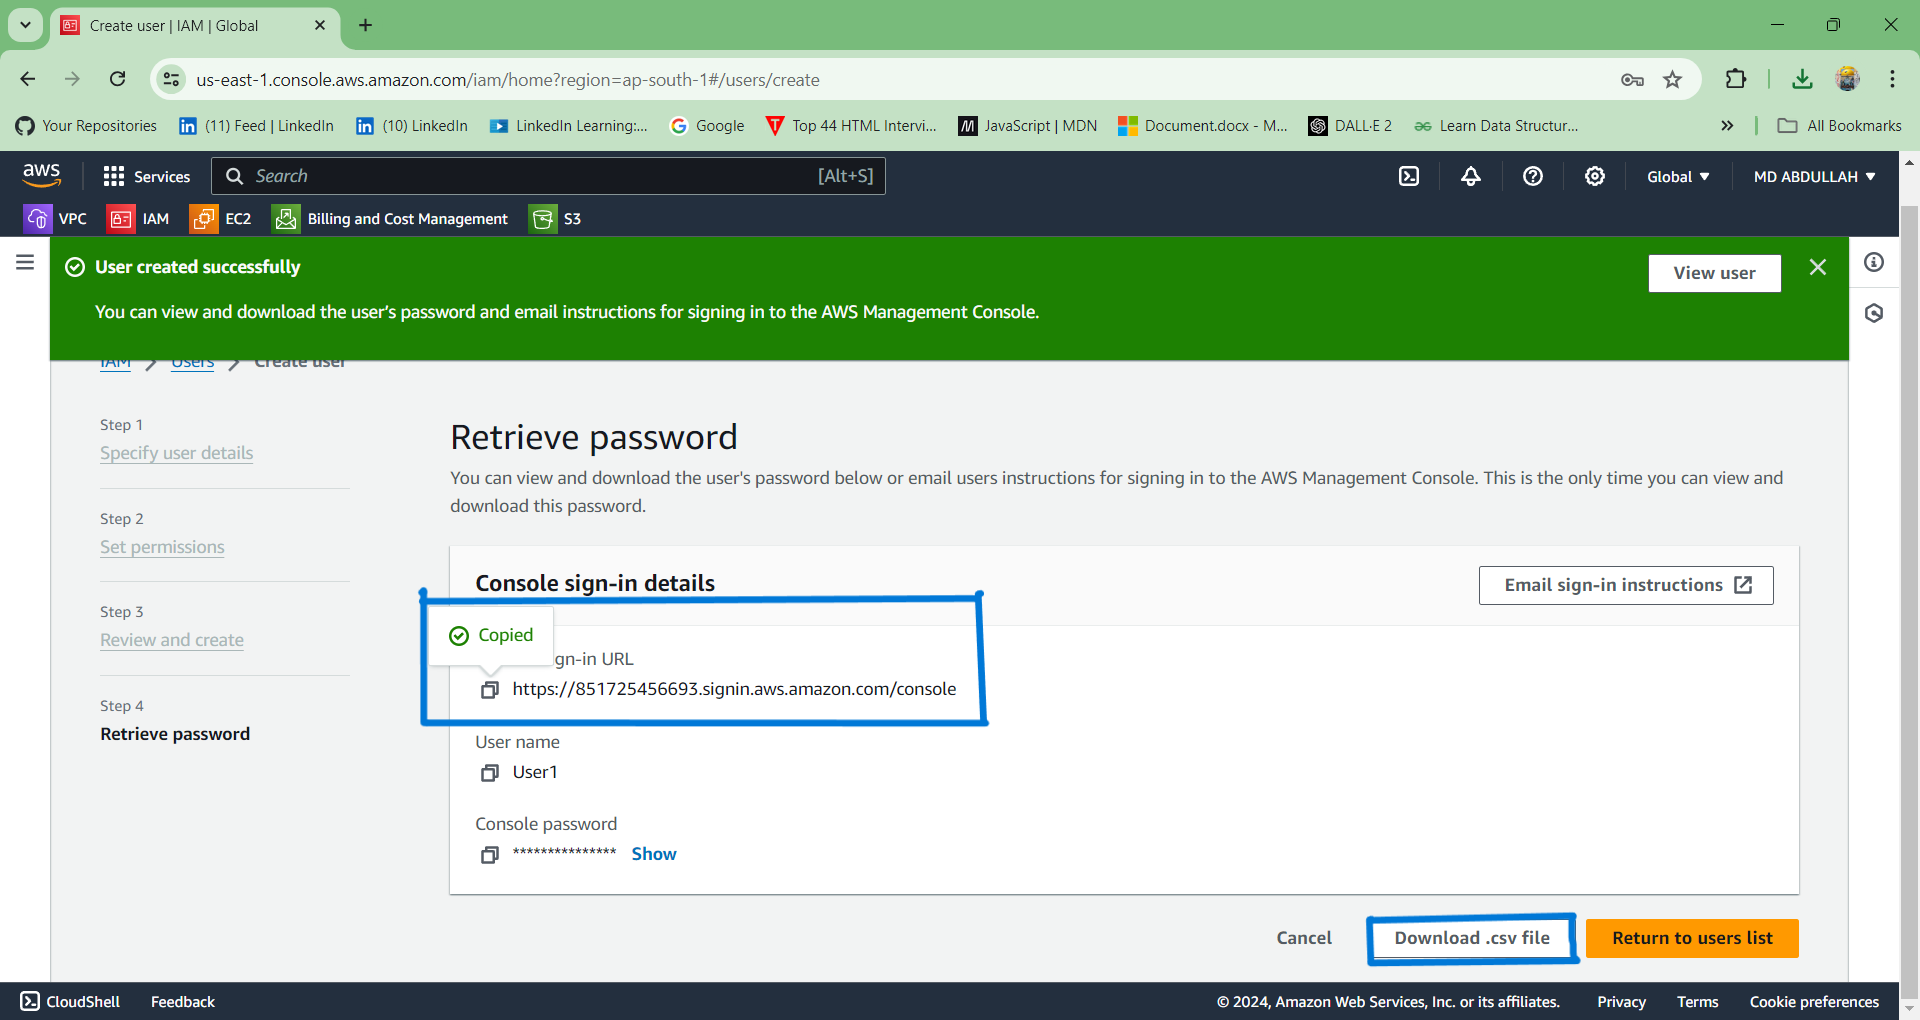 Create user | IAM | Global
us-east-1.console.aws.amazon.com/iam/home?region=ap-south-1#/users/create
Your Repositories
(11) Feed | LinkedIn
(10) LinkedIn
LinkedIn Learning:...
Google
Top 44 HTML Intervi...
JavaScript | MDN
Document.docx - M...
DALL·E 2
Learn Data Structur...
All Bookmarks
aws
Services
Search
[Alt+S]
Global
MD ABDULLAH
VPC
IAM
EC2
Billing and Cost Management
S3
User created successfully
View user
You can view and download the user's password and email instructions for signing in to the AWS Management Console.
IAM
Users
Create user
Step 1
Specify user details
Step 2
Set permissions
Step 3
Review and create
Step 4
Retrieve password
Retrieve password
You can view and download the user's password below or email users instructions for signing in to the AWS Management Console. This is the only time you can view and
download this password.
Console sign-in details
Email sign-in instructions
Copied
gn-in URL
https://851725456693.signin.aws.amazon.com/console
User name
User1
Console password
***************
Show
Cancel
Download .csv file
Return to users list
CloudShell
Feedback
© 2024, Amazon Web Services, Inc. or its affiliates.
Privacy
Terms
Cookie preferences